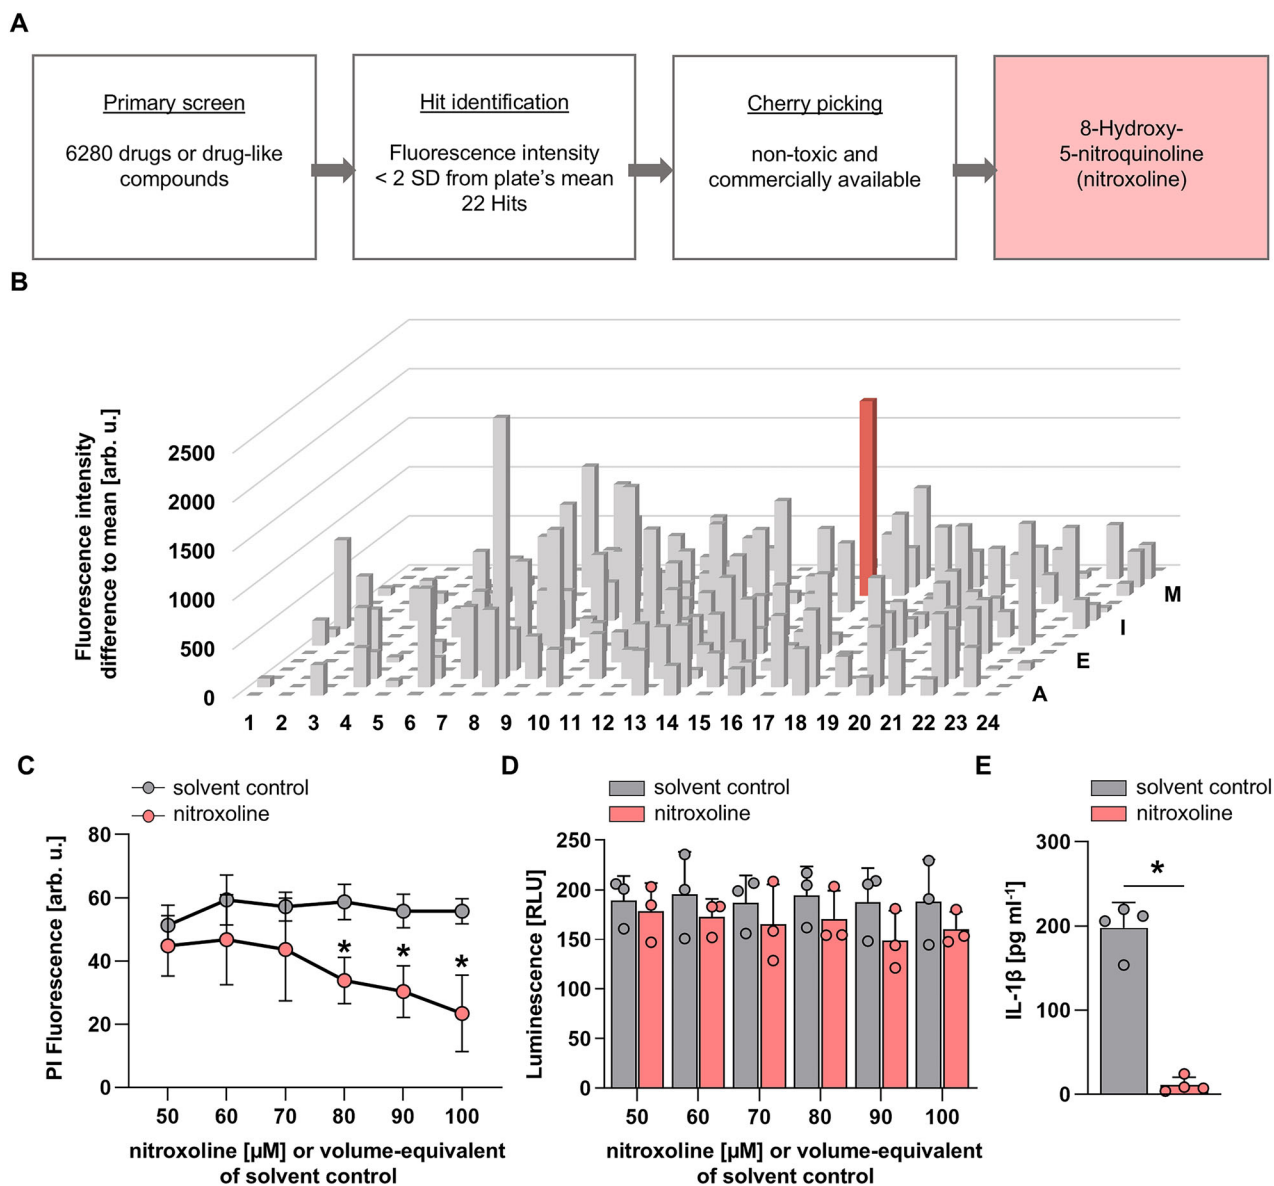 A
Primary screen
6280 drugs or drug-like
compounds
Hit identification
Fluorescence intensity
< 2 SD from plate's mean
22 Hits
Cherry picking
non-toxic and
commercially available
8-Hydroxy-
5-nitroquinoline
(nitroxoline)
B
Fluorescence intensity
difference to mean [arb. u.]
2500
2000
1500
1000
500
0
1 2 3 4 5 6 7 8 9 10 11 12 13 14 15 16 17 18 19 20 21 22 23 24
M
I
E
A
C
solvent control
nitroxoline
PI Fluorescence [arb. u.]
80
60
40
20
0
* * *
50 60 70 80 90 100
nitroxoline [µM] or volume-equivalent
of solvent control
D
solvent control
nitroxoline
Luminescence [RLU]
250
200
150
100
50
0
50 60 70 80 90 100
nitroxoline [µM] or volume-equivalent
of solvent control
E
solvent control
nitroxoline
IL-1β [pg ml⁻¹]
300
200
100
0
*